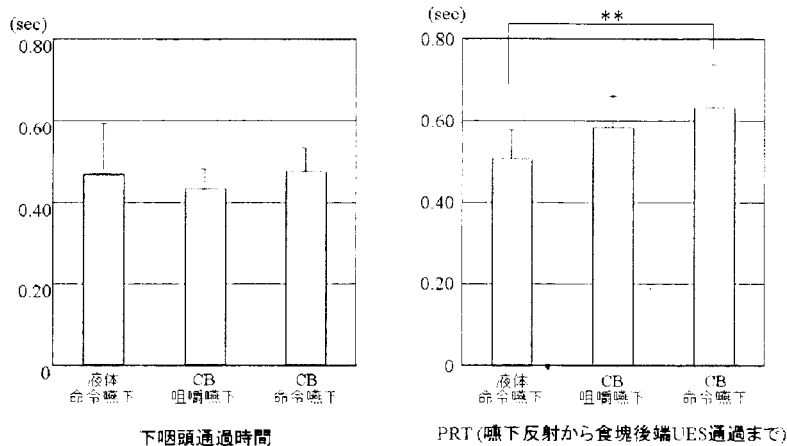 (sec)
0.80
0.60
0.40
0.20
0
液体
命令嚥下
CB
咀嚼嚥下
CB
命令嚥下
下咽頭通過時間
(sec)
**
0.80
0.60
0.40
0.20
0
液体
命令嚥下
CB
咀嚼嚥下
CB
命令嚥下
PRT (嚥下反射から食塊後端UES通過まで)